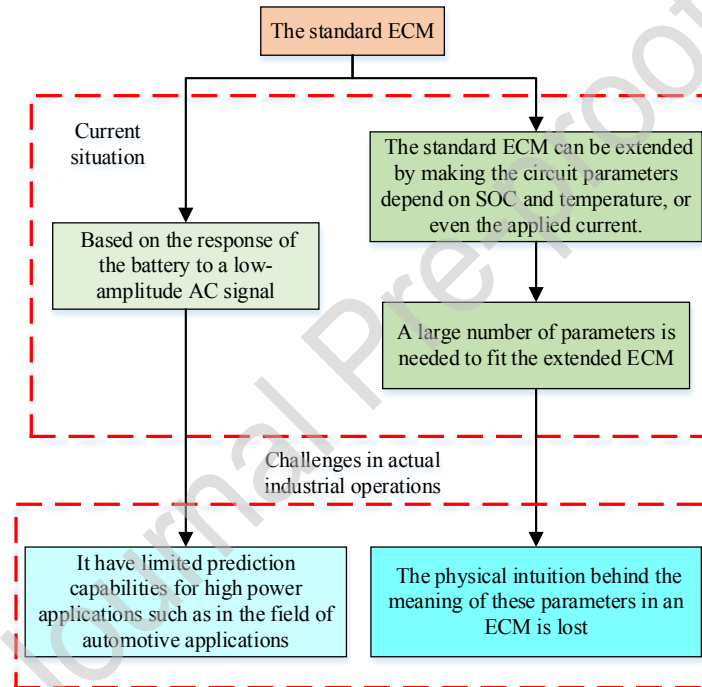 The standard ECM
Current
situation
The standard ECM can be extended
by making the circuit parameters
depend on SOC and temperature, or
even the applied current.
Based on the response of
the battery to a low-
amplitude AC signal
A large number of parameters is
needed to fit the extended ECM
Challenges in actual
industrial operations
It have limited prediction
capabilities for high power
applications such as in the field of
automotive applications
The physical intuition behind the
meaning of these parameters in an
ECM is lost
Journal Pre-proof